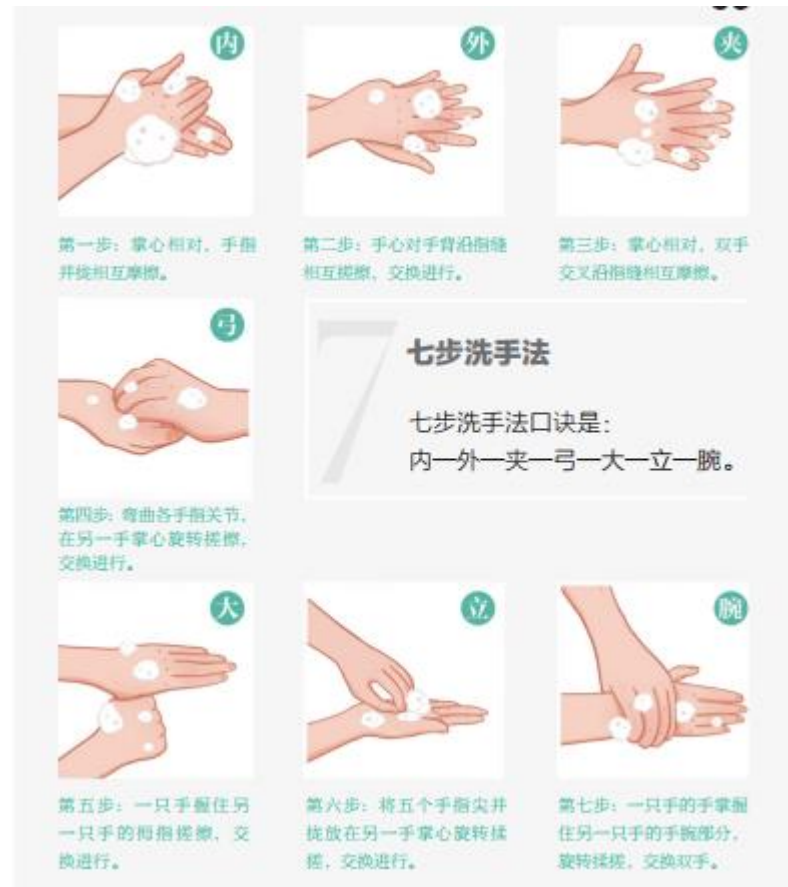 内
第一步：掌心相对，手指
并拢相互摩擦。
外
第二步：手心对手背沿指缝
相互搓擦，交换进行。
夹
第三步：掌心相对，双手
交叉沿指缝相互摩擦。
弓
第四步：弯曲各手指关节，
在另一手掌心旋转搓擦，
交换进行。
7
七步洗手法
七步洗手法口诀是：
内—外—夹—弓—大—立—腕。
大
第五步：一只手握住另
一只手的拇指搓擦，交
换进行。
立
第六步：将五个手指尖并
拢放在另一手掌心旋转揉
搓，交换进行。
腕
第七步：一只手的手掌握
住另一只手的手腕部分，
旋转揉搓，交换双手。